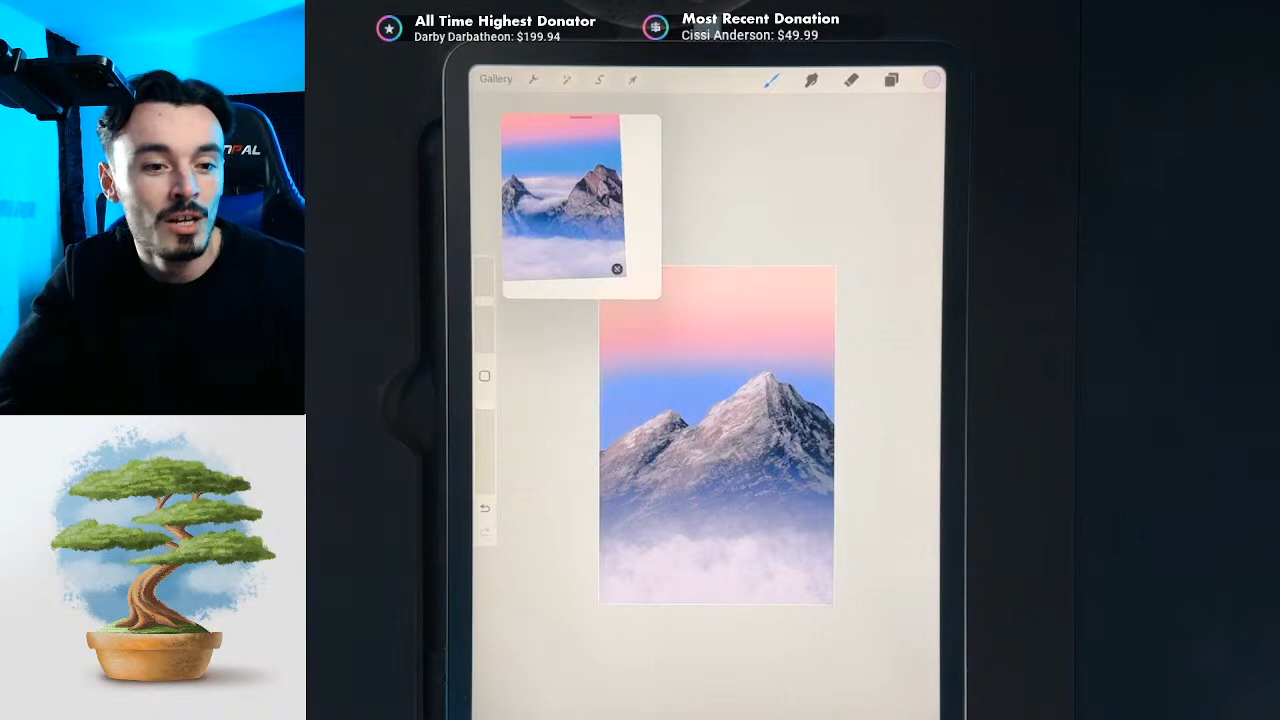 All Time Highest Donator
Darby Darbatheon: $199.94
Most Recent Donation
Cissi Anderson: $49.99
Gallery